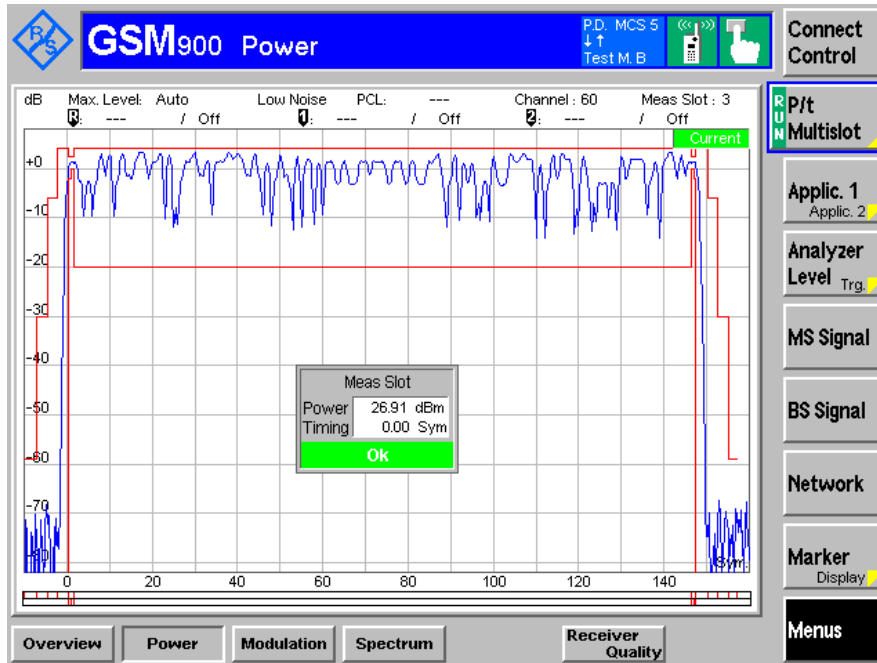 R/S
GSM900 Power
P.D. MCS 5
Test M. B
Connect Control
dB Max. Level: Auto Low Noise PCL: --- Channel : 60 Meas Slot : 3
R: --- / Off 1: --- / Off 2: --- / Off
Current
RUN
P/t Multislot
Applic. 1
Applic. 2
Analyzer Level Trg.
MS Signal
BS Signal
Network
Marker
Display
Menus
+0
-10
-20
-30
-40
-50
-60
-70
-80
Meas Slot
Power 26.91 dBm
Timing 0.00 Sym
Ok
Sym.
0 20 40 60 80 100 120 140
Overview Power Modulation Spectrum Receiver Quality